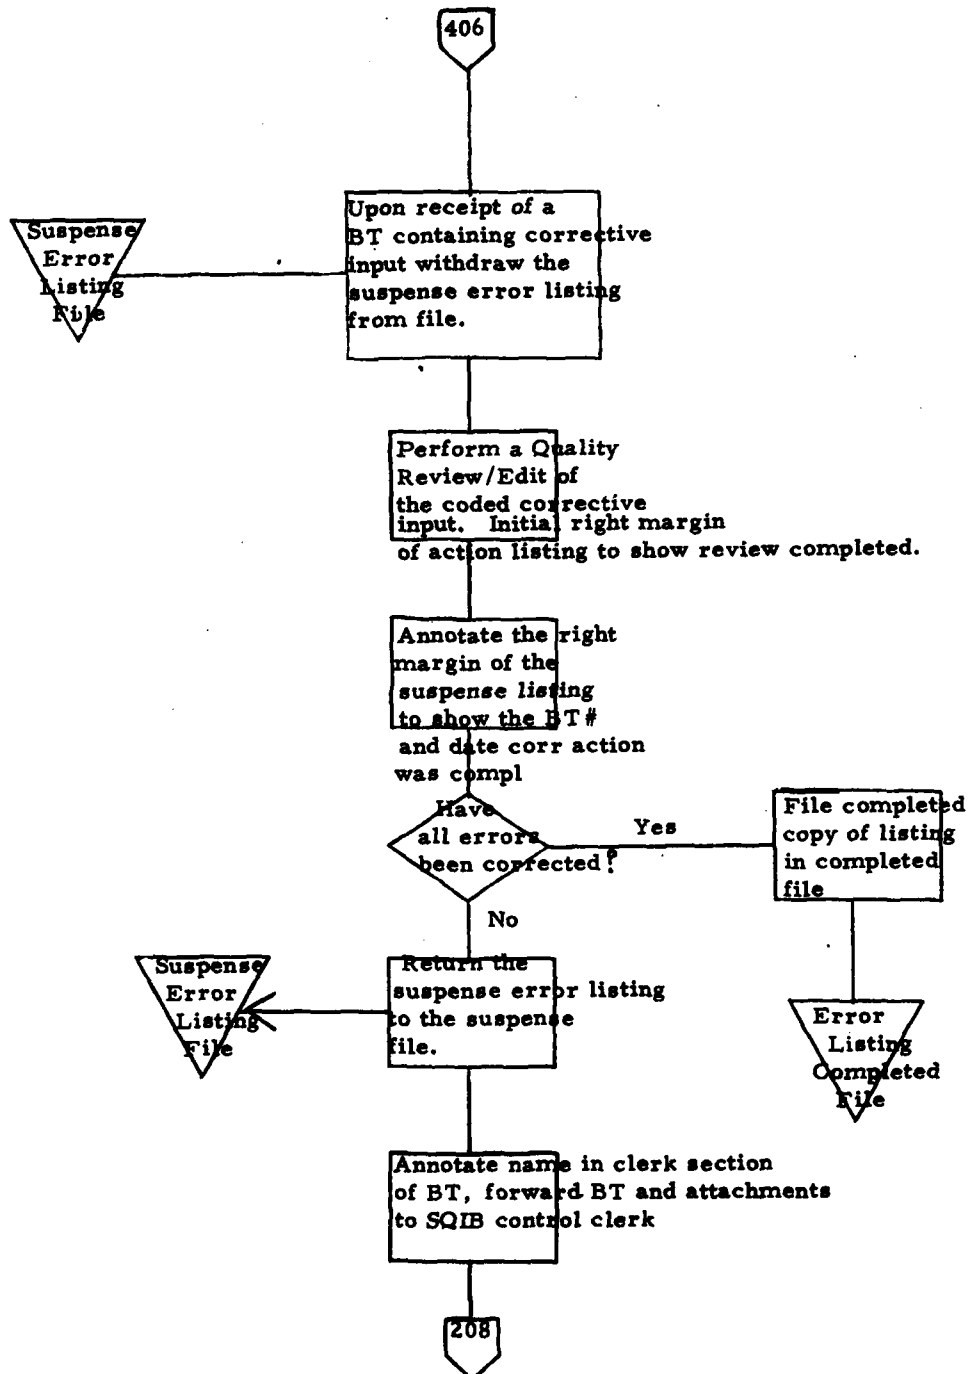 406
Upon receipt of a
BT containing corrective
input withdraw the
suspense error listing
from file.
Suspense
Error
Listing
File
Perform a Quality
Review/Edit of
the coded corrective
input. Initial right margin
of action listing to show review completed.
Annotate the right
margin of the
suspense listing
to show the BT#
and date corr action
was compl
Have
all errors
been corrected?
Yes
File completed
copy of listing
in completed
file
No
Return the
suspense error listing
to the suspense
file.
Suspense
Error
Listing
File
Error
Listing
Completed
File
Annotate name in clerk section
of BT, forward BT and attachments
to SQIB control clerk
208